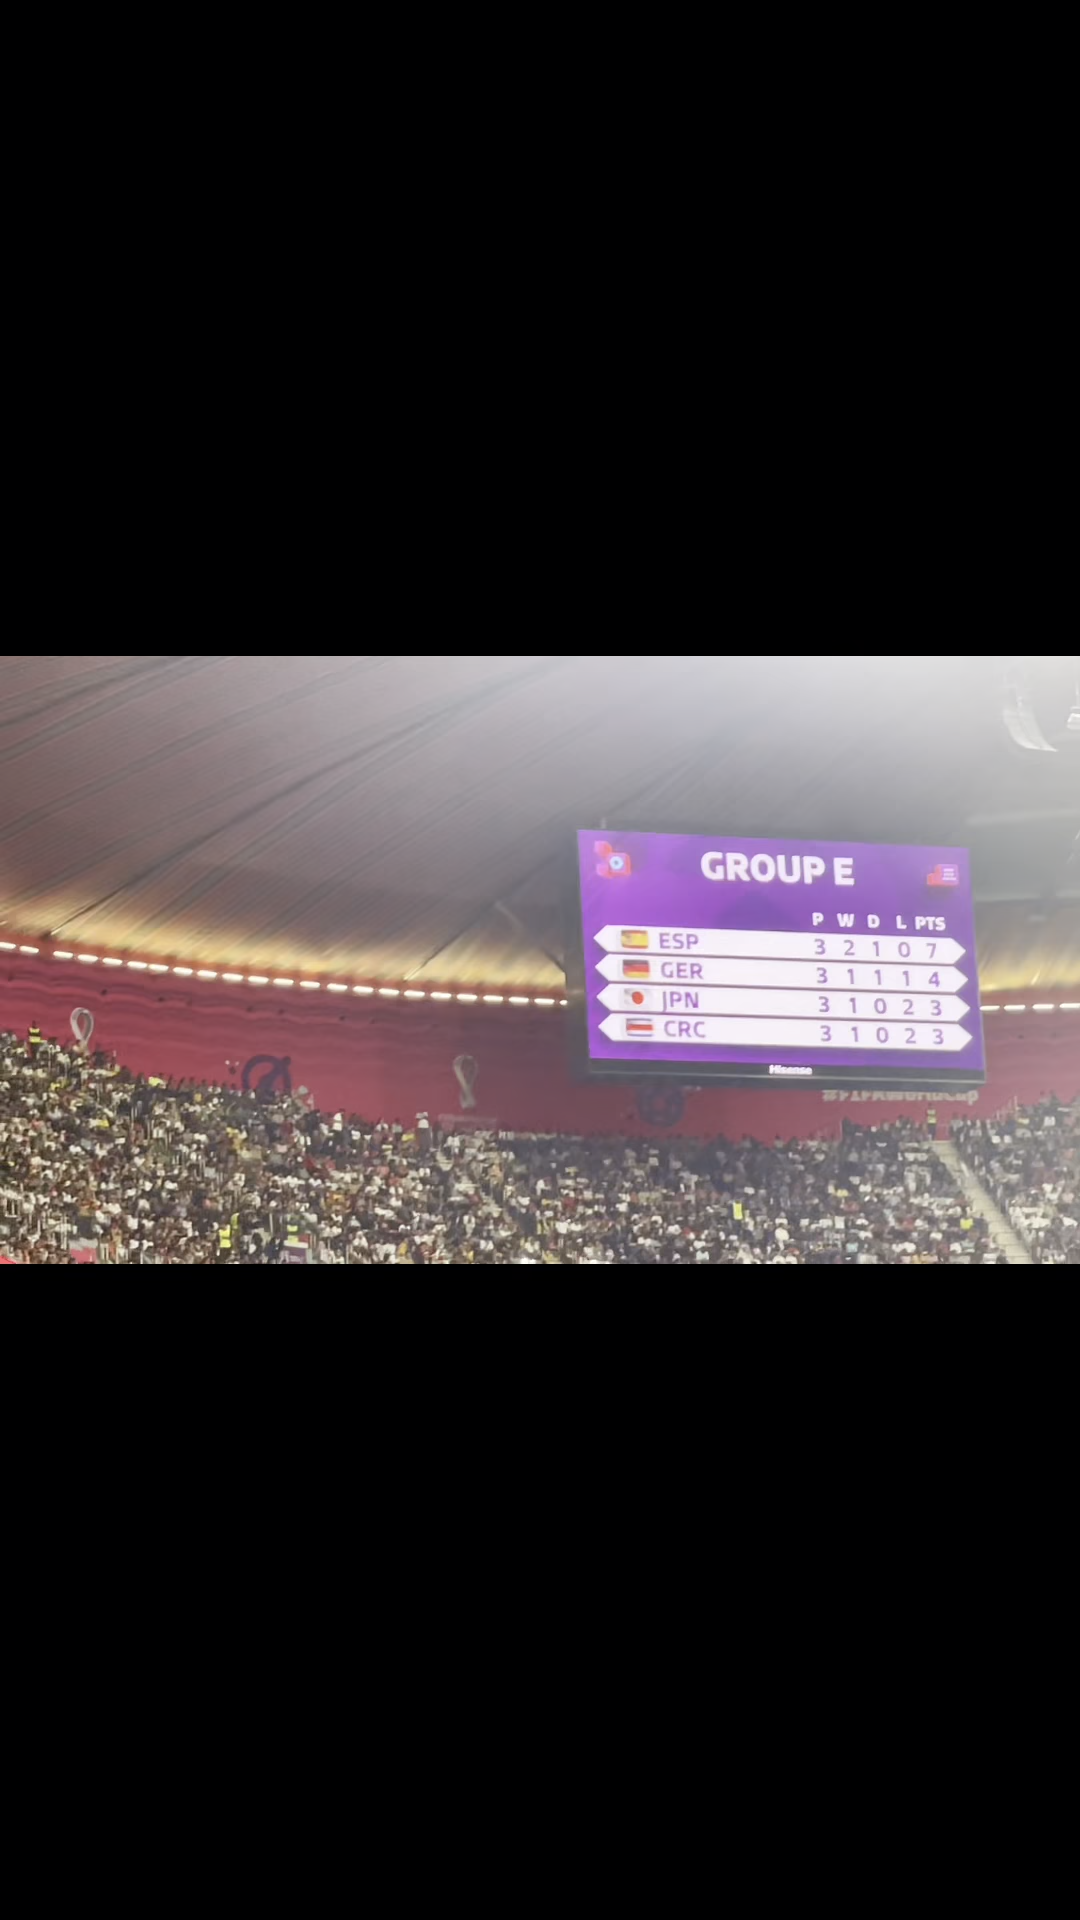 GROUP E
P W D L PTS
ESP 3 2 1 0 7
GER 3 1 1 1 4
JPN 3 1 0 2 3
CRC 3 1 0 2 3
Hisense
#FIFAWorldCup